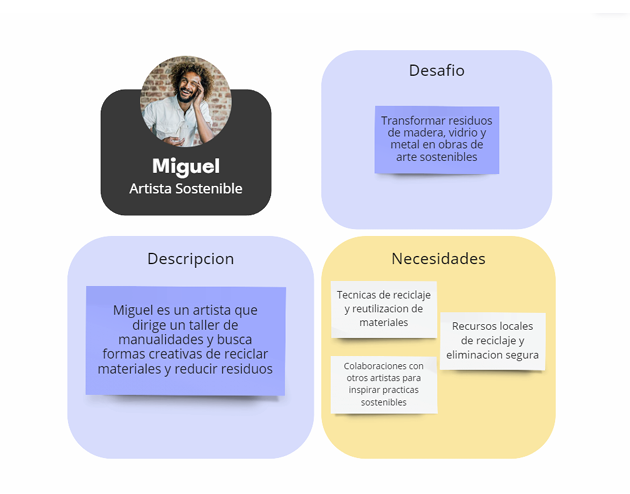 Miguel
Artista Sostenible
Desafio
Transformar residuos
de madera, vidrio y
metal en obras de
arte sostenibles
Descripcion
Miguel es un artista que
dirige un taller de
manualidades y busca
formas creativas de reciclar
materiales y reducir residuos
Necesidades
Tecnicas de reciclaje
y reutilizacion de
materiales
Recursos locales
de reciclaje y
eliminacion segura
Colaboraciones con
otros artistas para
inspirar practicas
sostenibles